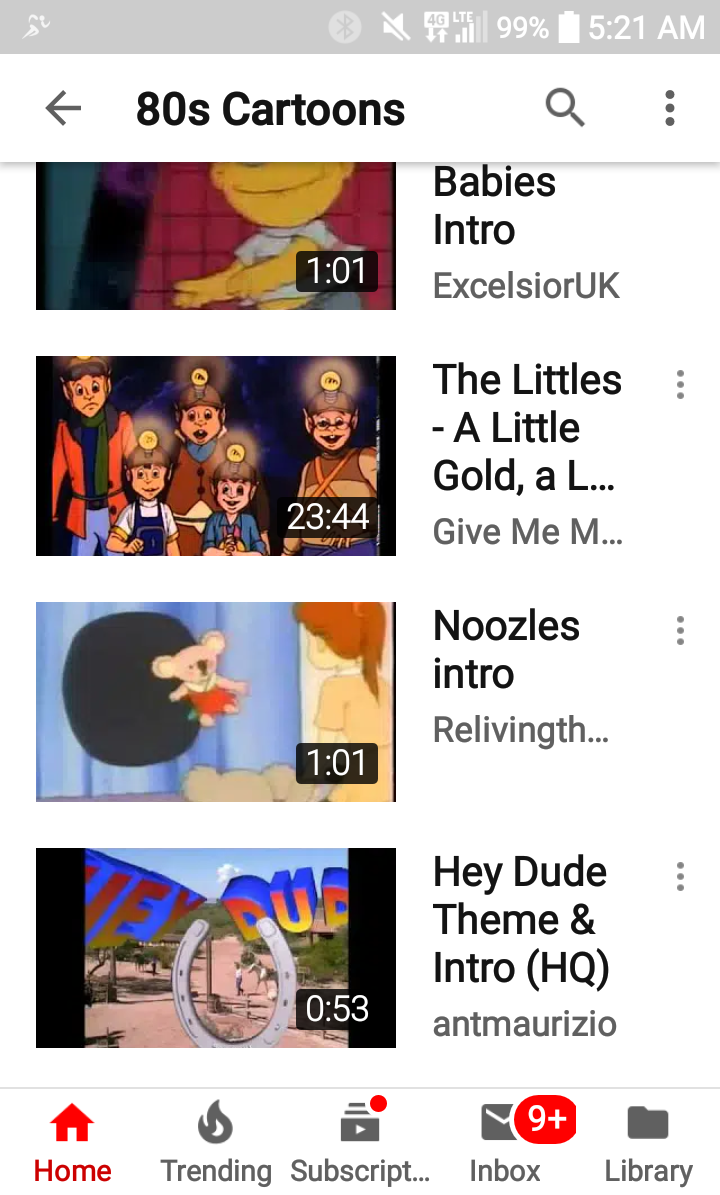 4G LTE 99% 5:21 AM
80s Cartoons
Babies
Intro
1:01
ExcelsiorUK
The Littles
- A Little
Gold, a L...
23:44
Give Me M...
Noozles
intro
Relivingth...
1:01
HEY DUD
Hey Dude
Theme &
Intro (HQ)
0:53
antmaurizio
9+
Home Trending Subscript... Inbox Library